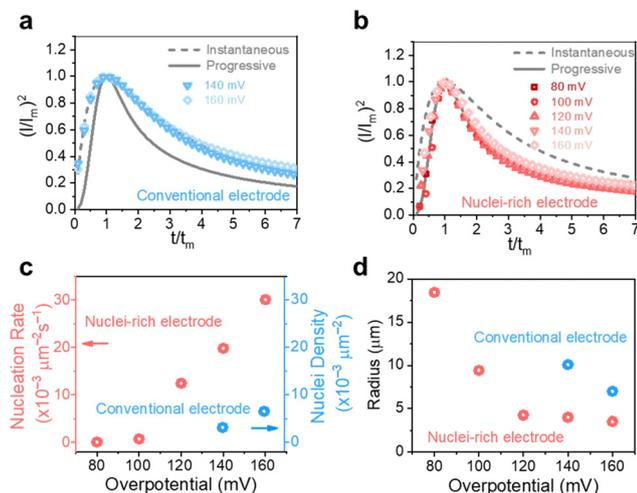 a
(I/Iₘ)²
1.2
1.0
0.8
0.6
0.4
0.2
0.0
Instantaneous
Progressive
140 mV
160 mV
Conventional electrode
0 1 2 3 4 5 6 7
t/tₘ
b
(I/Iₘ)²
1.2
1.0
0.8
0.6
0.4
0.2
0.0
Instantaneous
Progressive
80 mV
100 mV
120 mV
140 mV
160 mV
Nuclei-rich electrode
0 1 2 3 4 5 6 7
t/tₘ
c
Nucleation Rate
(x10⁻³ μm⁻²s⁻¹)
30
20
10
0
Nuclei-rich electrode
Conventional electrode
30
20
10
0
Nuclei Density
(x10⁻³ μm⁻²)
80 100 120 140 160
Overpotential (mV)
d
Radius (μm)
20
15
10
5
0
Conventional electrode
Nuclei-rich electrode
80 100 120 140 160
Overpotential (mV)